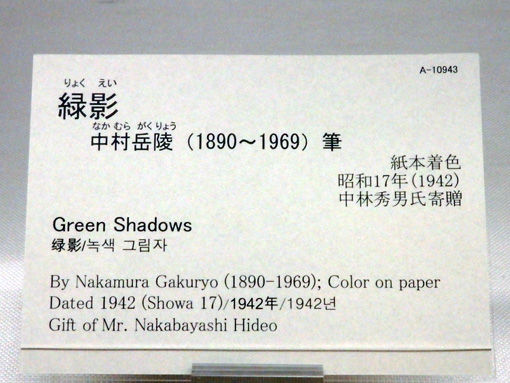 A-10943
りょく えい
緑影
なか むら がくりょう
中村岳陵（1890～1969）筆
紙本着色
昭和17年(1942)
中林秀男氏寄贈
Green Shadows
绿影/녹색 그림자
By Nakamura Gakuryo (1890-1969); Color on paper
Dated 1942 (Showa 17)/1942年/1942년
Gift of Mr. Nakabayashi Hideo